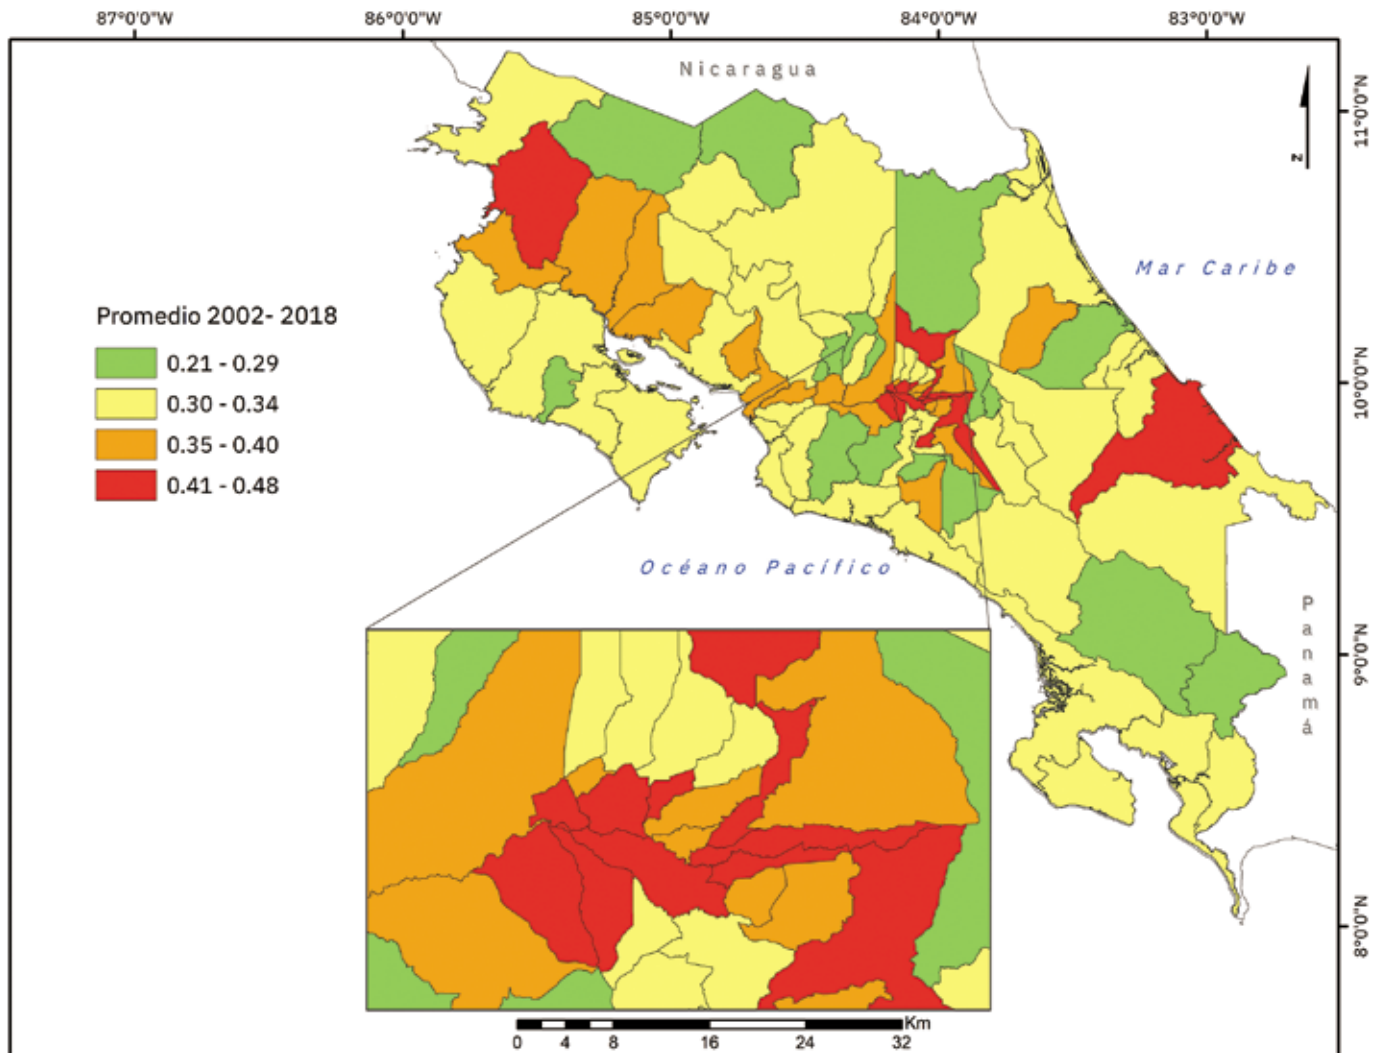 87°0'0"W 86°0'0"W 85°0'0"W 84°0'0"W 83°0'0"W
Nicaragua
11°0'0"N
z
Mar Caribe
Promedio 2002- 2018
0.21 - 0.29
0.30 - 0.34
0.35 - 0.40
0.41 - 0.48
10°0'0"N
Océano Pacífico
Panamá
9°0'0"N
8°0'0"N
Km
0 4 8 16 24 32